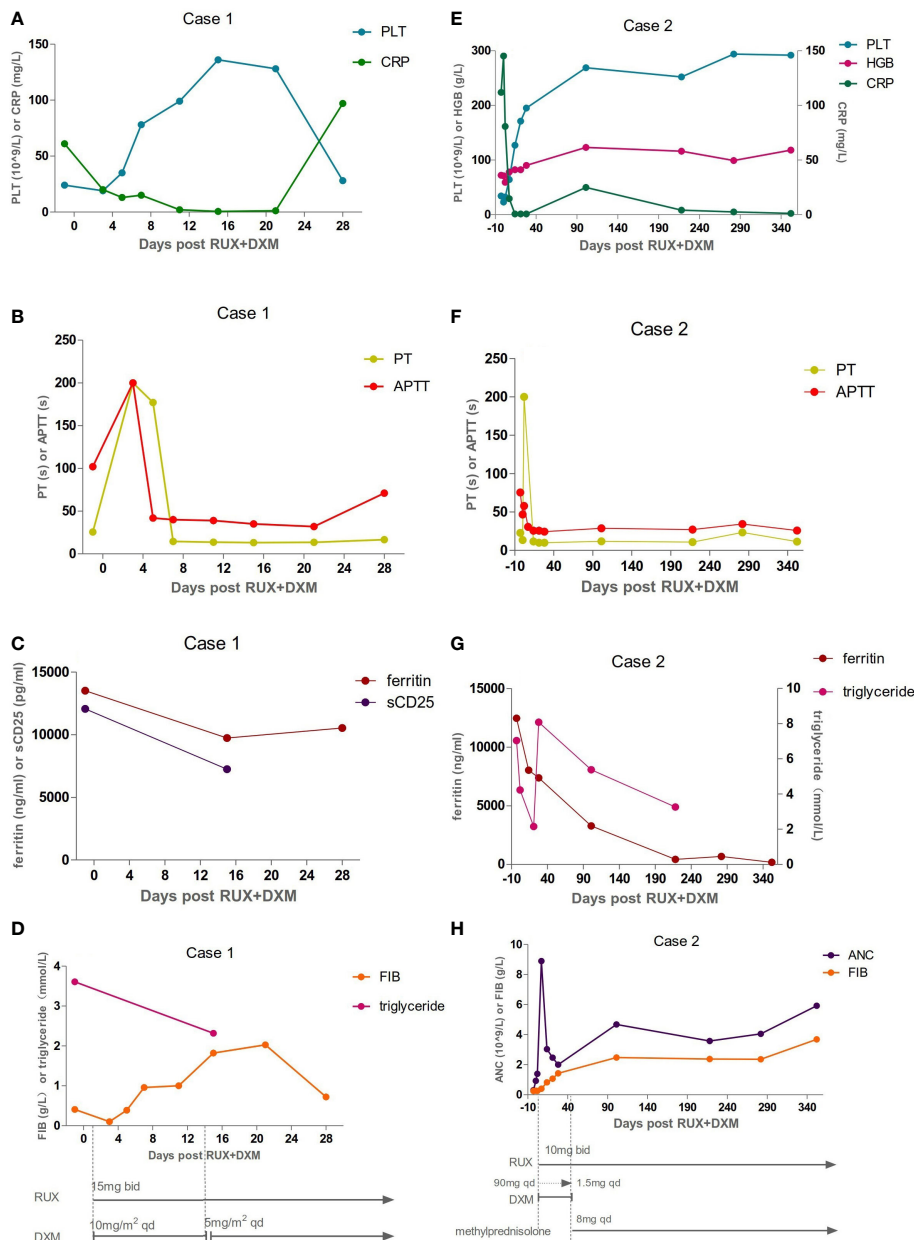 A
Case 1
PLT
CRP
PLT (10^9/L) or CRP (mg/L)
150
100
50
0
0 4 8 12 16 20 24 28
Days post RUX+DXM
E
Case 2
PLT
HGB
CRP
PLT (10^9/L) or HGB (g/L)
300
200
100
0
150
100
50
0
CRP (mg/L)
-10 40 90 140 190 240 290 340
Days post RUX+DXM
B
Case 1
PT
APTT
PT (s) or APTT (s)
250
200
150
100
50
0
0 4 8 12 16 20 24 28
Days post RUX+DXM
F
Case 2
PT
APTT
PT (s) or APTT (s)
250
200
150
100
50
0
-10 40 90 140 190 240 290 340
Days post RUX+DXM
C
Case 1
ferritin
sCD25
ferritin (ng/ml) or sCD25 (pg/ml)
15000
10000
5000
0
0 4 8 12 16 20 24 28
Days post RUX+DXM
G
Case 2
ferritin
triglyceride
ferritin (ng/ml)
15000
10000
5000
0
10
8
6
4
2
0
triglyceride (mmol/L)
-10 40 90 140 190 240 290 340
Days post RUX+DXM
D
Case 1
FIB
triglyceride
FIB (g/L) or triglyceride (mmol/L)
4
3
2
1
0
0 4 8 12 16 20 24 28
Days post RUX+DXM
RUX
15mg bid
DXM
10mg/m² qd
5mg/m² qd
H
Case 2
ANC
FIB
ANC (10^9/L) or FIB (g/L)
10
8
6
4
2
0
-10 40 90 140 190 240 290 340
Days post RUX+DXM
RUX
10mg bid
90mg qd
1.5mg qd
DXM
methylprednisolone
8mg qd